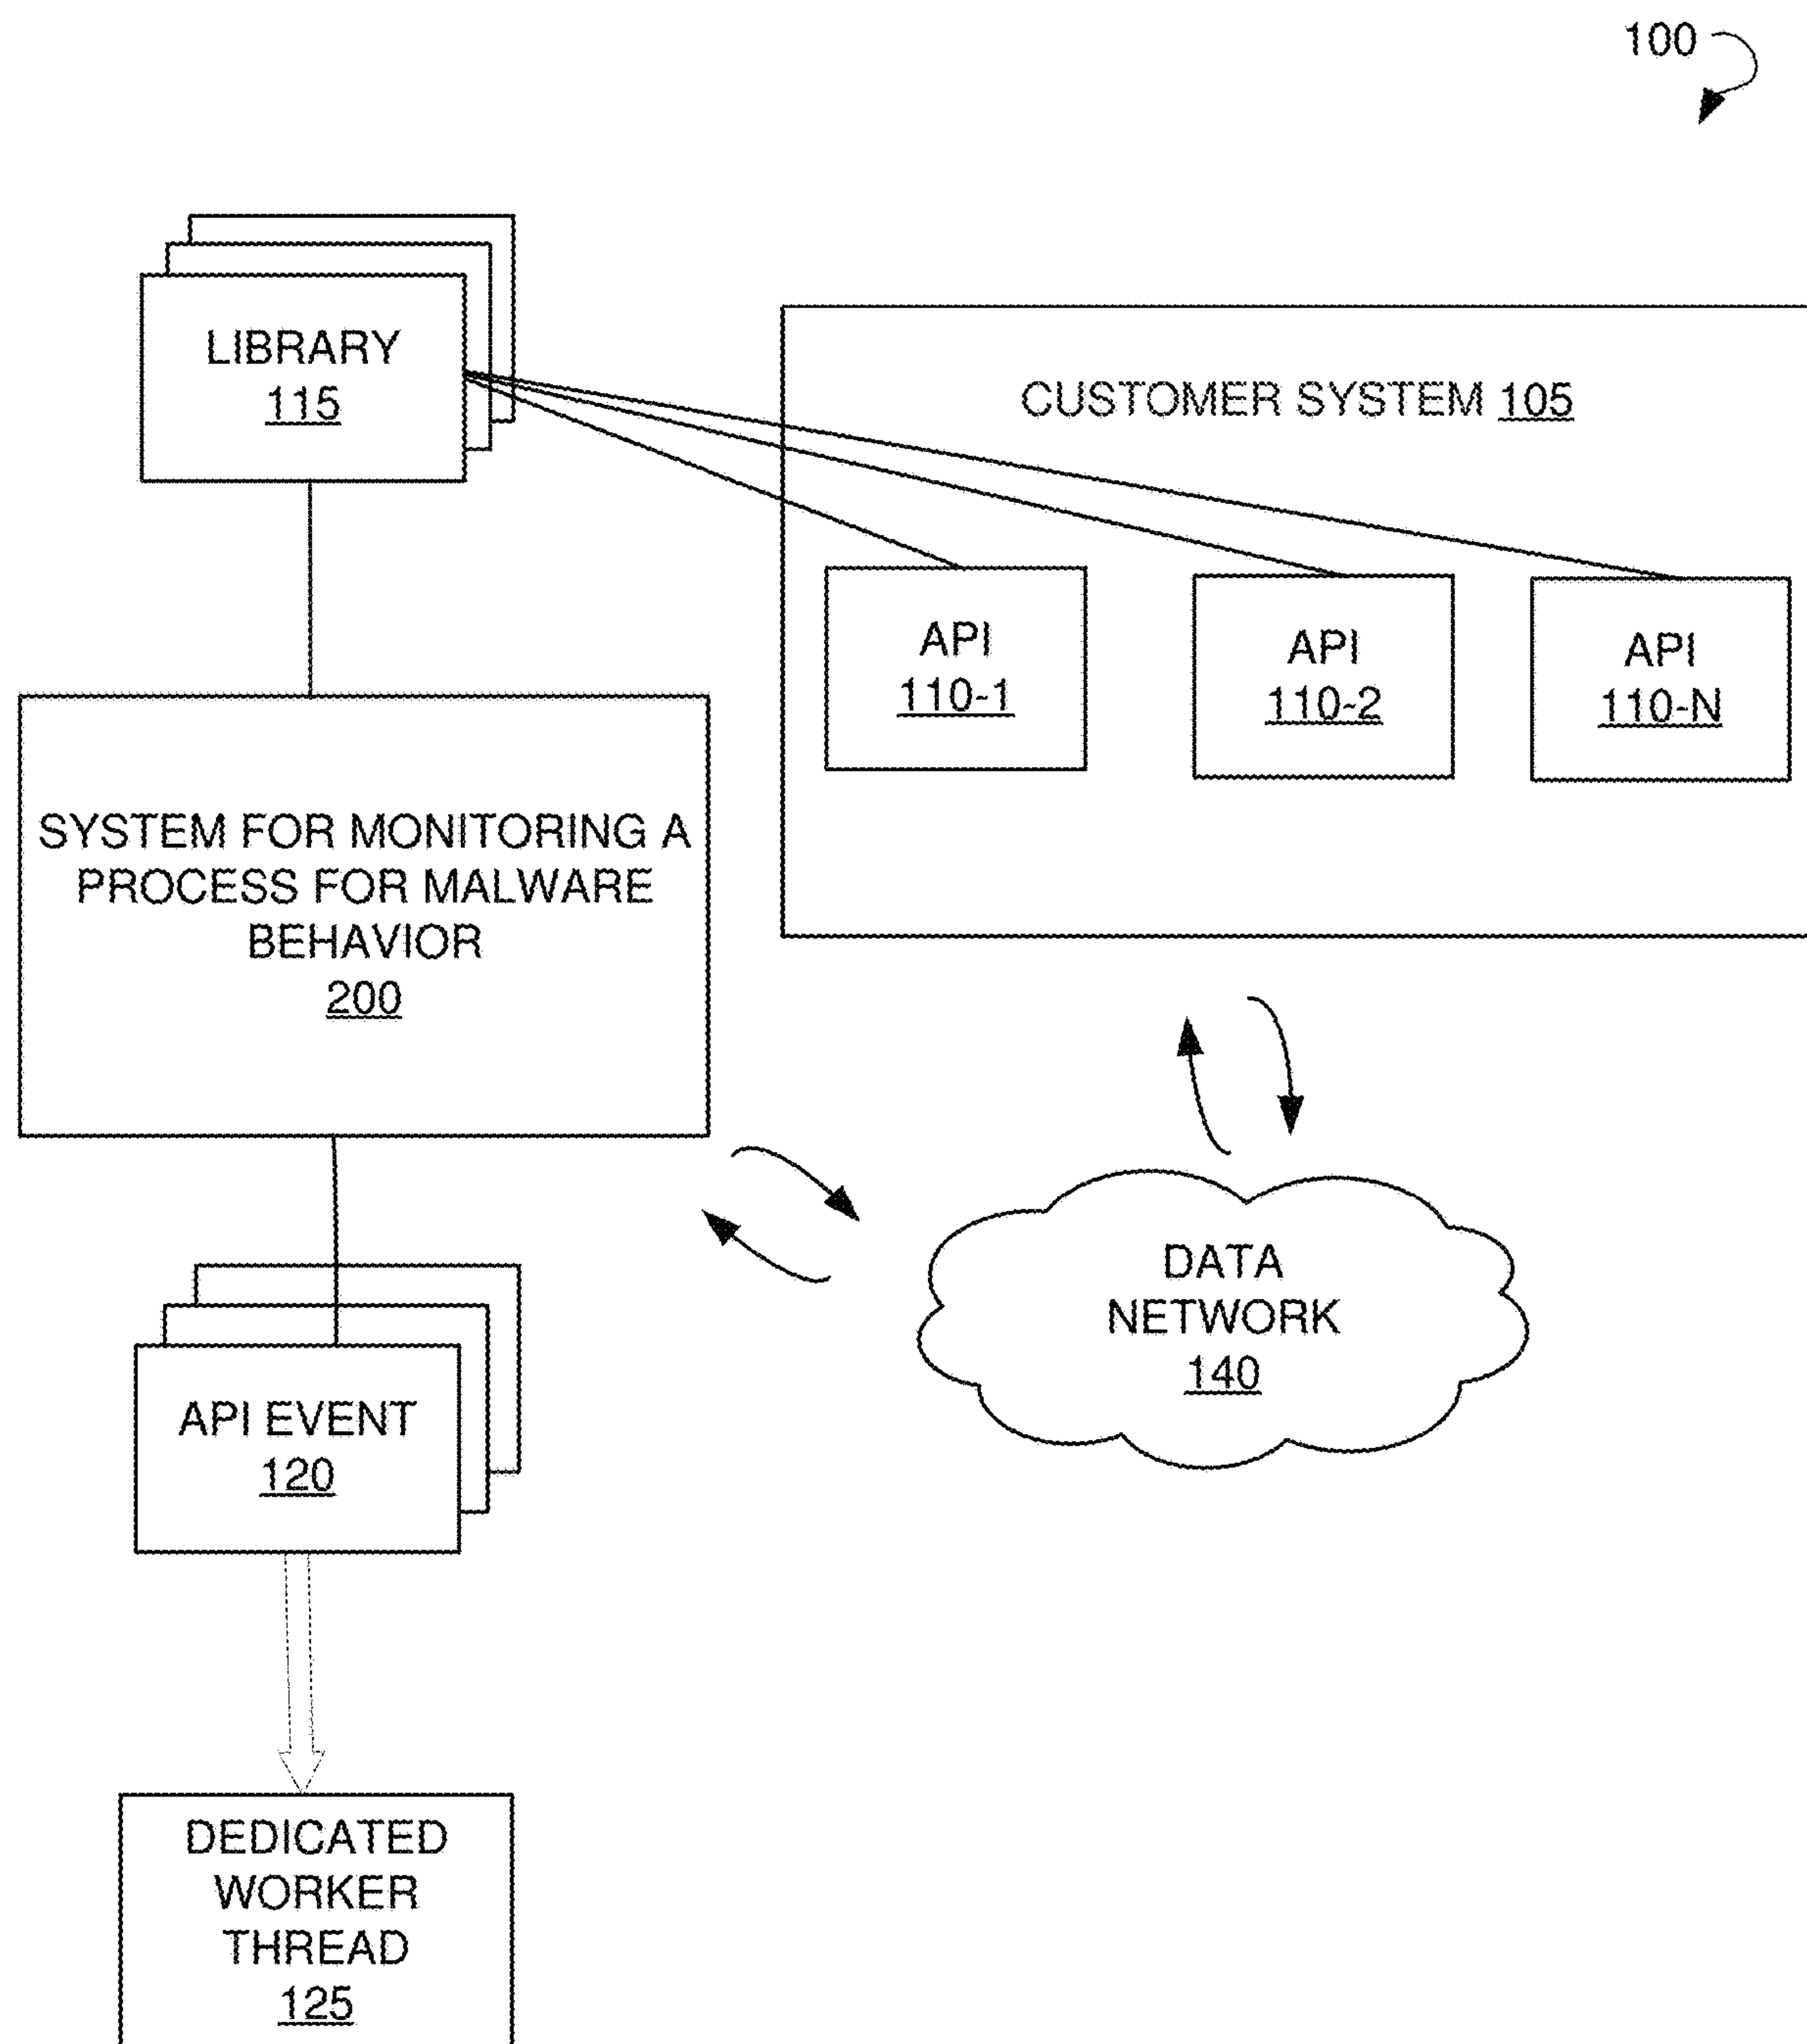 100
LIBRARY
115
CUSTOMER SYSTEM 105
API
110-1
API
110-2
API
110-N
SYSTEM FOR MONITORING A
PROCESS FOR MALWARE
BEHAVIOR
200
DATA
NETWORK
140
API EVENT
120
DEDICATED
WORKER
THREAD
125